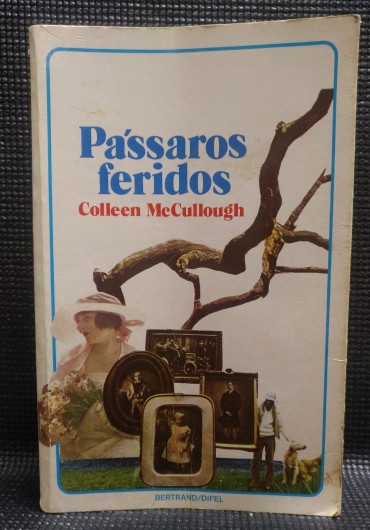 Pássaros
feridos
Colleen McCullough
BERTRAND/DIFEL